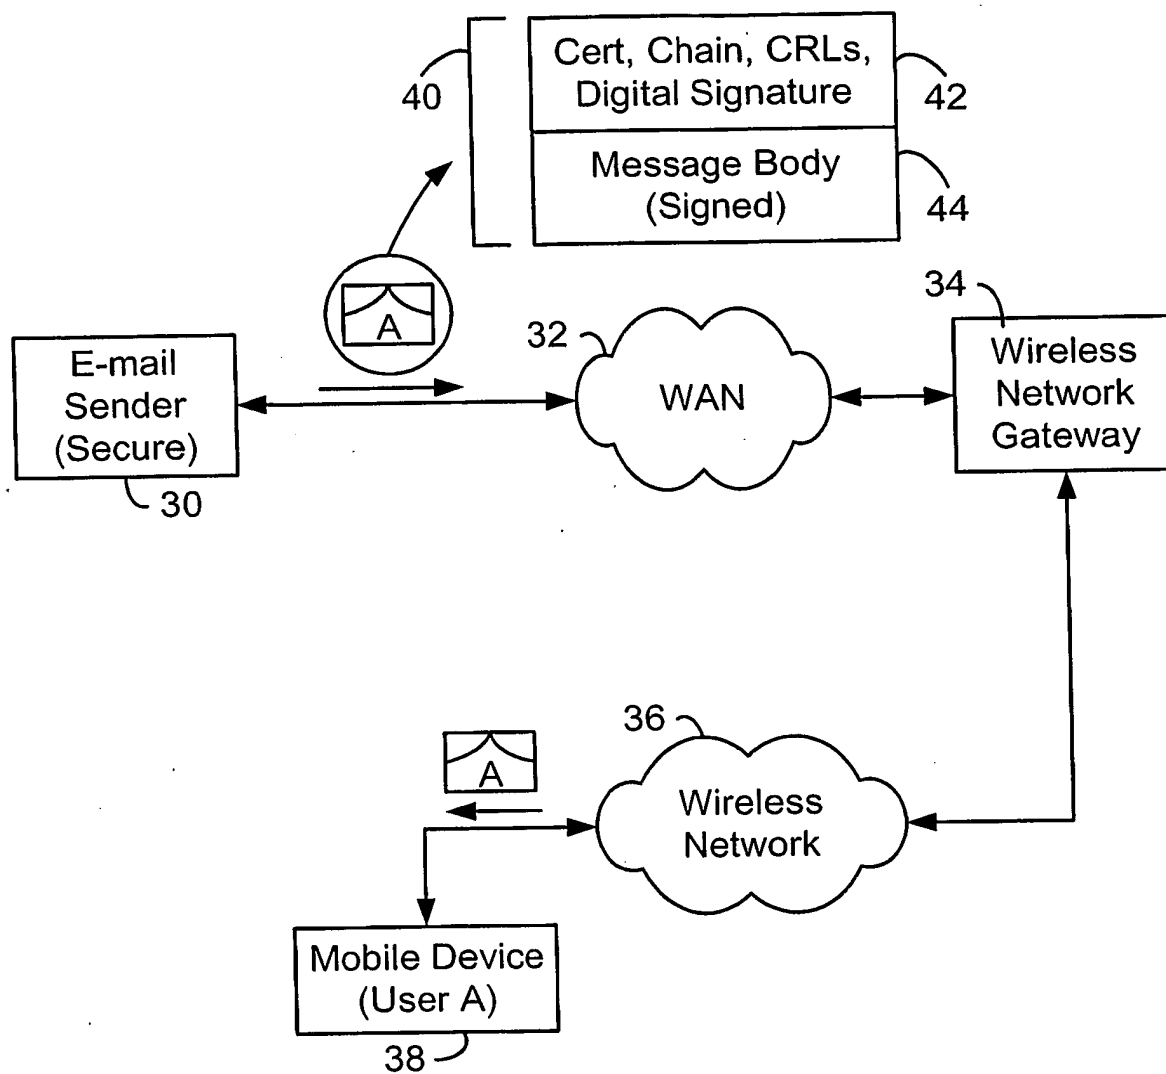 Cert, Chain, CRLs,
Digital Signature
40
42
Message Body
(Signed)
44
A
34
E-mail
Sender
(Secure)
30
32
WAN
Wireless
Network
Gateway
36
A
Wireless
Network
Mobile Device
(User A)
38